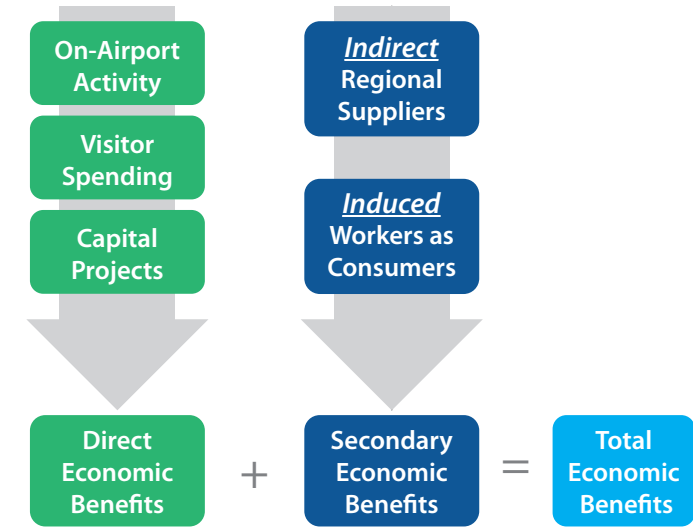 On-Airport
Activity
Visitor
Spending
Capital
Projects
Indirect
Regional
Suppliers
Induced
Workers as
Consumers
Direct
Economic
Benefits
+
Secondary
Economic
Benefits
=
Total
Economic
Benefits